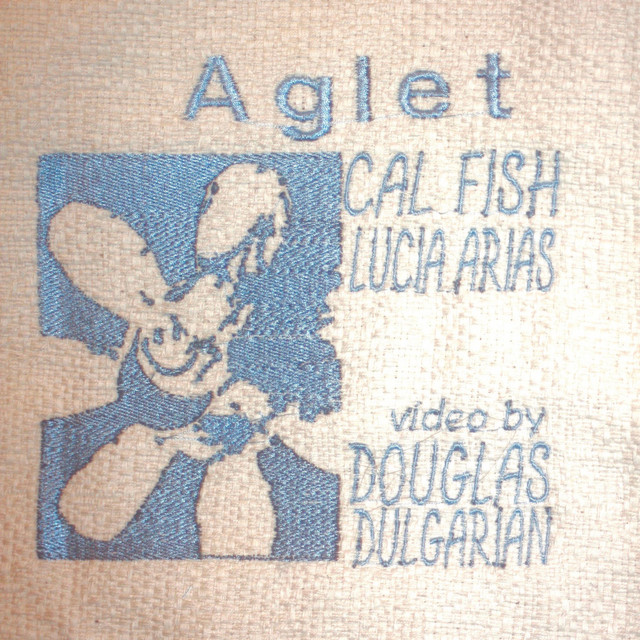 Aglet
CAL FISH
LUCIA ARIAS
video by
DOUGLAS
DULGARIAN